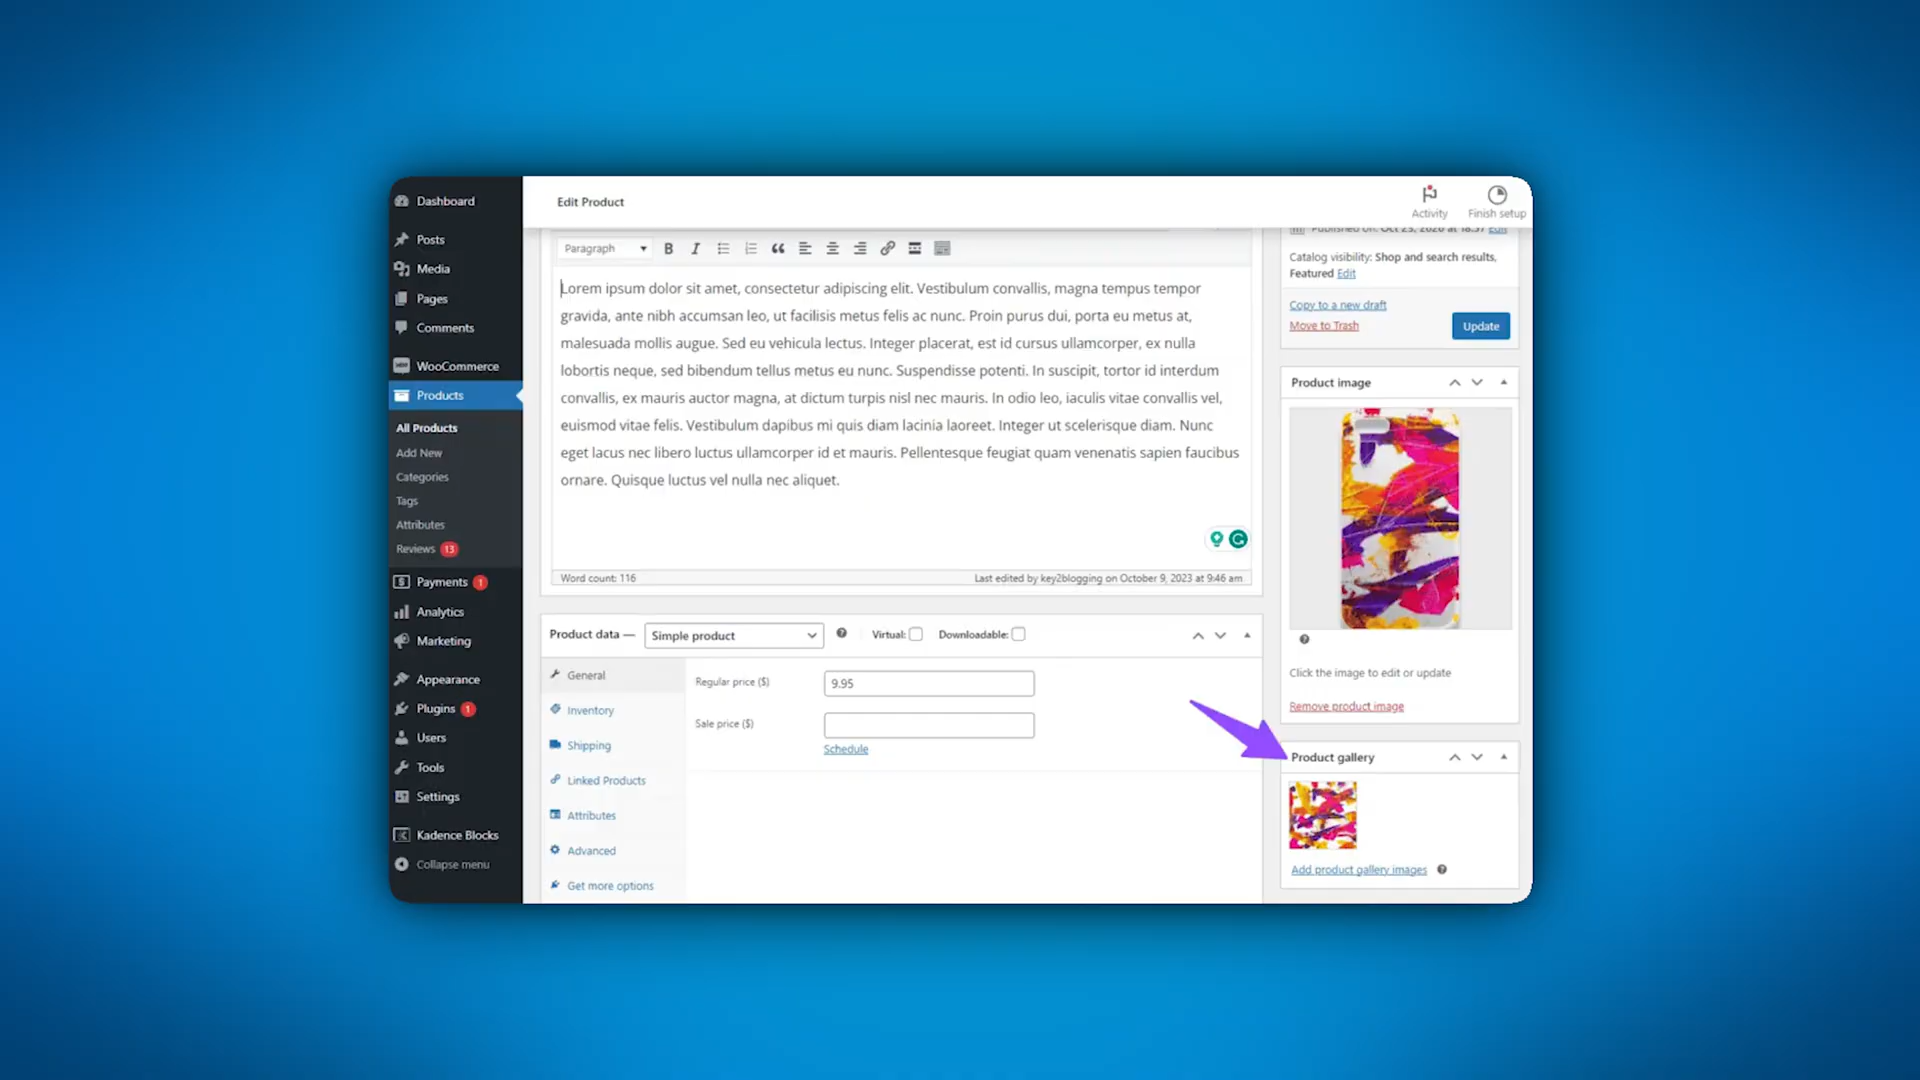 Dashboard
Posts
Media
Pages
Comments
WooCommerce
Products
All Products
Add New
Categories
Tags
Attributes
Reviews 13
Payments 1
Analytics
Marketing
Appearance
Plugins 1
Users
Tools
Settings
Kadence Blocks
Collapse menu
Edit Product
Activity
Finish setup
Paragraph
Lorem ipsum dolor sit amet, consectetur adipiscing elit. Vestibulum convallis, magna tempus tempor
gravida, ante nibh accumsan leo, ut facilisis metus felis ac nunc. Proin purus dui, porta eu metus at,
malesuada mollis augue. Sed eu vehicula lectus. Integer placerat, est id cursus ullamcorper, ex nulla
lobortis neque, sed bibendum tellus metus eu nunc. Suspendisse potenti. In suscipit, tortor id interdum
convallis, ex mauris auctor magna, at dictum turpis nisl nec mauris. In odio leo, iaculis vitae convallis vel,
euismod vitae felis. Vestibulum dapibus mi quis diam lacinia laoreet. Integer ut scelerisque diam. Nunc
eget lacus nec libero luctus ullamcorper id et mauris. Pellentesque feugiat quam venenatis sapien faucibus
ornare. Quisque luctus vel nulla nec aliquet.
Word count: 116
Last edited by key2blogging on October 9, 2023 at 9:46 am
Product data —
Simple product
Virtual:
Downloadable:
General
Inventory
Shipping
Linked Products
Attributes
Advanced
Get more options
Regular price ($)
9.95
Sale price ($)
Schedule
Catalog visibility: Shop and search results,
Featured Edit
Copy to a new draft
Move to Trash
Update
Product image
Click the image to edit or update
Remove product image
Product gallery
Add product gallery images